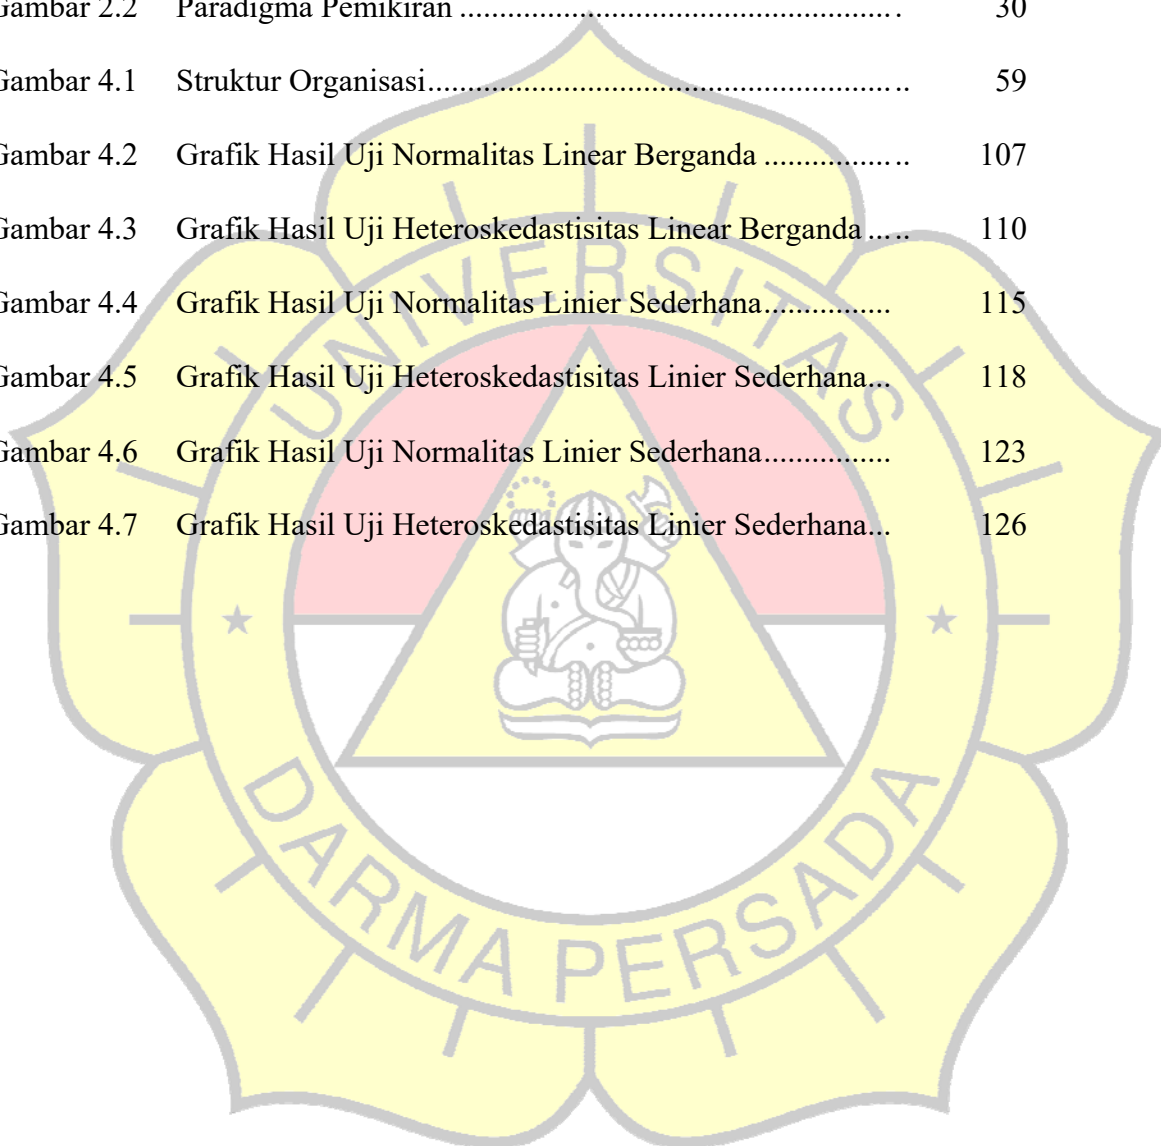 Gambar 2.2 Paradigma Pemikiran ..................................................... 30
Gambar 4.1 Struktur Organisasi......................................................... 59
Gambar 4.2 Grafik Hasil Uji Normalitas Linear Berganda .................. 107
Gambar 4.3 Grafik Hasil Uji Heteroskedastisitas Linear Berganda ..... 110
Gambar 4.4 Grafik Hasil Uji Normalitas Linier Sederhana................ 115
Gambar 4.5 Grafik Hasil Uji Heteroskedastisitas Linier Sederhana... 118
Gambar 4.6 Grafik Hasil Uji Normalitas Linier Sederhana................ 123
Gambar 4.7 Grafik Hasil Uji Heteroskedastisitas Linier Sederhana... 126
UNIVERSITAS
DARMA PERSADA